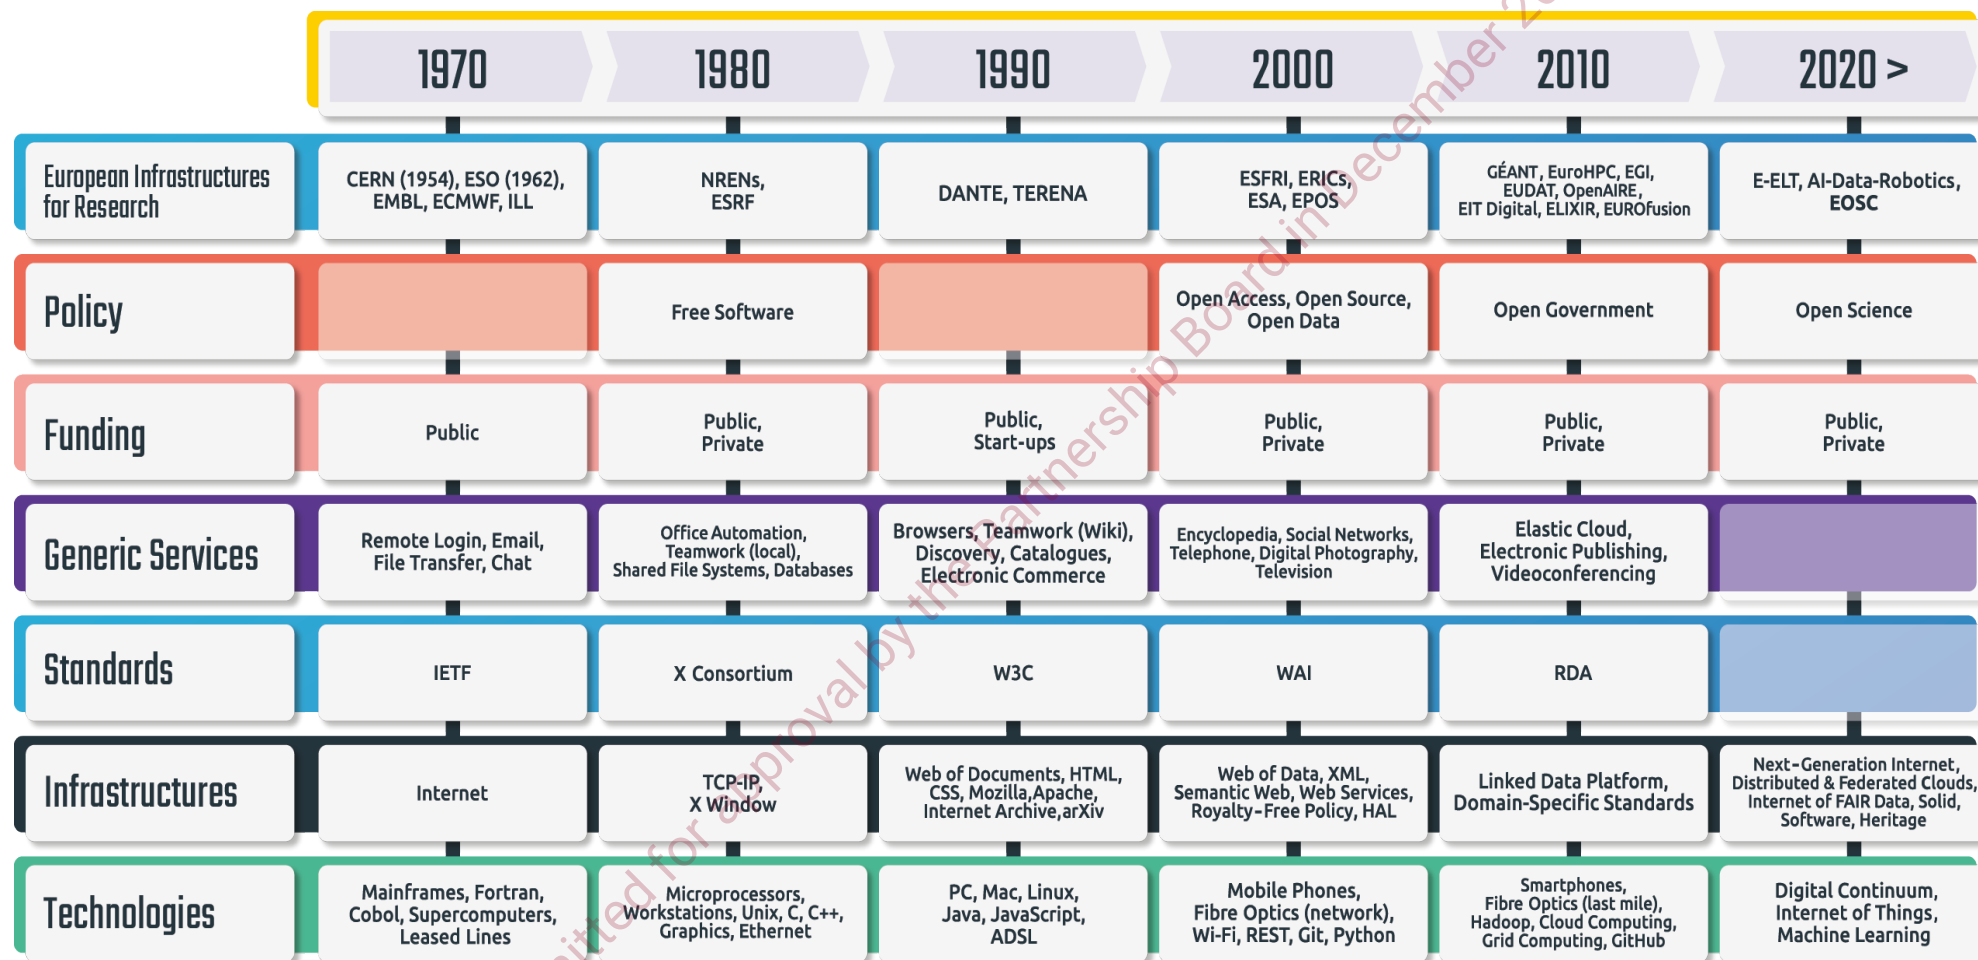 1970
1980
1990
2000
2010
2020 >
European Infrastructures
for Research
CERN (1954), ESO (1962),
EMBL, ECMWF, ILL
NRENs,
ESRF
DANTE, TERENA
ESFRI, ERICs,
ESA, EPOS
GÉANT, EuroHPC, EGI,
EUDAT, OpenAIRE,
EIT Digital, ELIXIR, EUROfusion
E-ELT, AI-Data-Robotics,
EOSC
Policy
Free Software
Open Access, Open Source,
Open Data
Open Government
Open Science
Funding
Public
Public,
Private
Public,
Start-ups
Public,
Private
Public,
Private
Public,
Private
Generic Services
Remote Login, Email,
File Transfer, Chat
Office Automation,
Teamwork (local),
Shared File Systems, Databases
Browsers, Teamwork (Wiki),
Discovery, Catalogues,
Electronic Commerce
Encyclopedia, Social Networks,
Telephone, Digital Photography,
Television
Elastic Cloud,
Electronic Publishing,
Videoconferencing
Standards
IETF
X Consortium
W3C
WAI
RDA
Infrastructures
Internet
TCP-IP,
X Window
Web of Documents, HTML,
CSS, Mozilla,Apache,
Internet Archive,arXiv
Web of Data, XML,
Semantic Web, Web Services,
Royalty-Free Policy, HAL
Linked Data Platform,
Domain-Specific Standards
Next-Generation Internet,
Distributed & Federated Clouds,
Internet of FAIR Data, Solid,
Software, Heritage
Technologies
Mainframes, Fortran,
Cobol, Supercomputers,
Leased Lines
Microprocessors,
Workstations, Unix, C, C++,
Graphics, Ethernet
PC, Mac, Linux,
Java, JavaScript,
ADSL
Mobile Phones,
Fibre Optics (network),
Wi-Fi, REST, Git, Python
Smartphones,
Fibre Optics (last mile),
Hadoop, Cloud Computing,
Grid Computing, GitHub
Digital Continuum,
Internet of Things,
Machine Learning
for approval by the Partnership Board in December